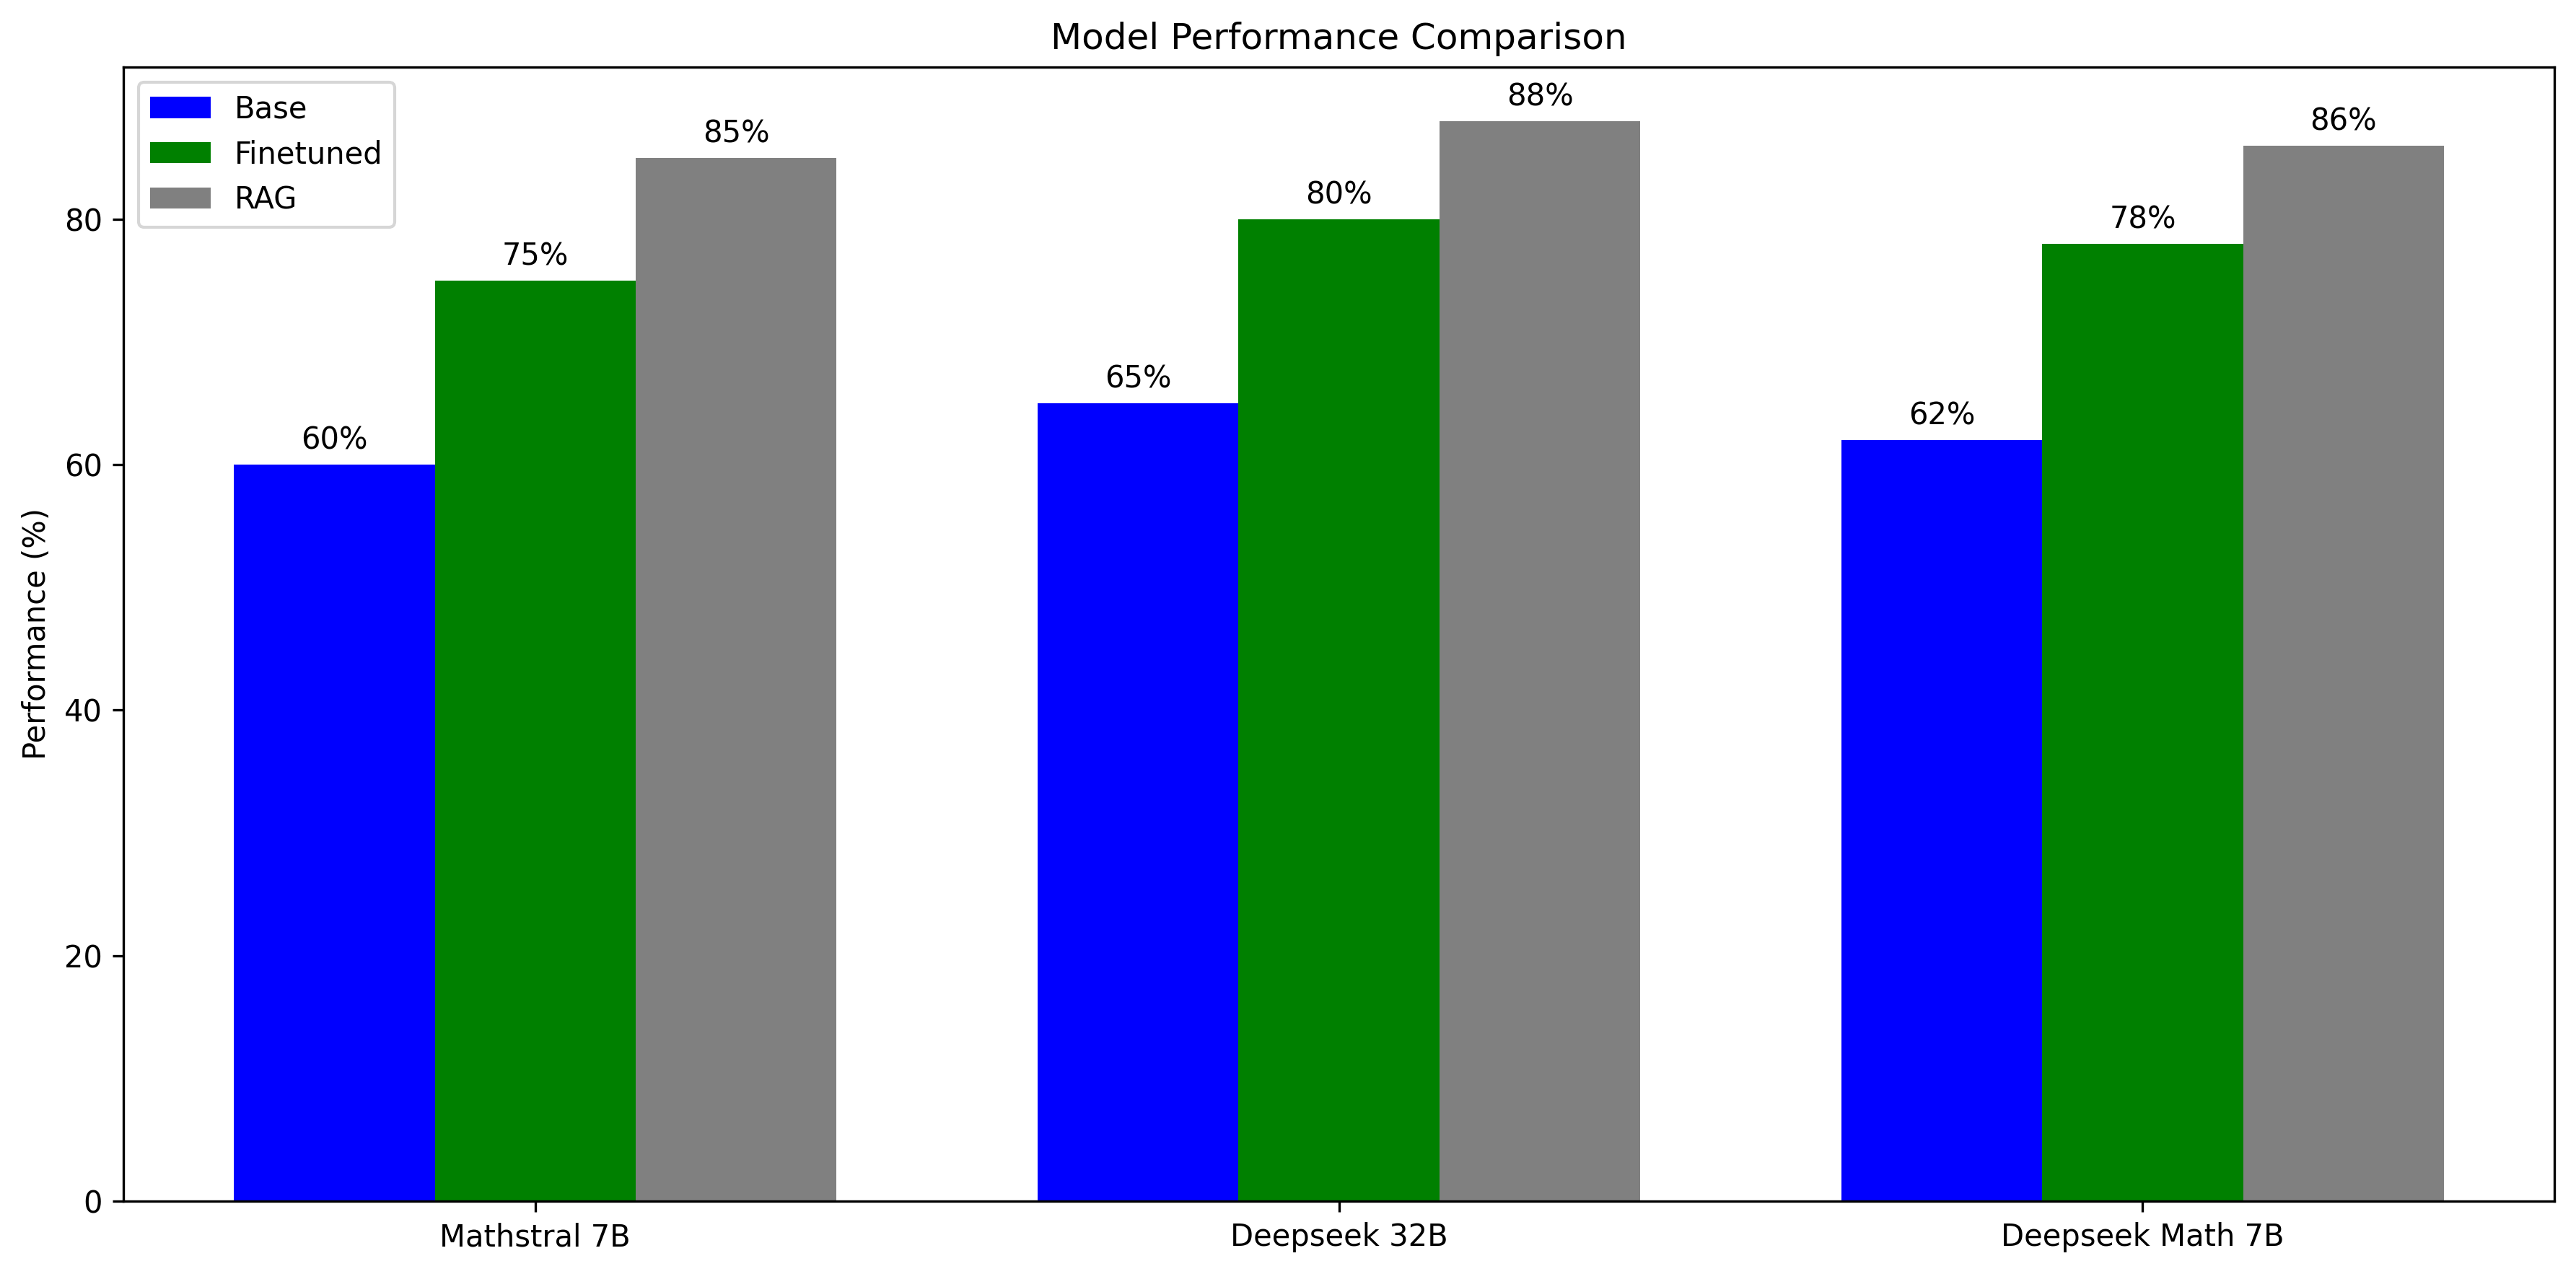 Model Performance Comparison
Base
Finetuned
RAG
Performance (%)
80
60
40
20
0
60%
75%
85%
65%
80%
88%
62%
78%
86%
Mathstral 7B
Deepseek 32B
Deepseek Math 7B